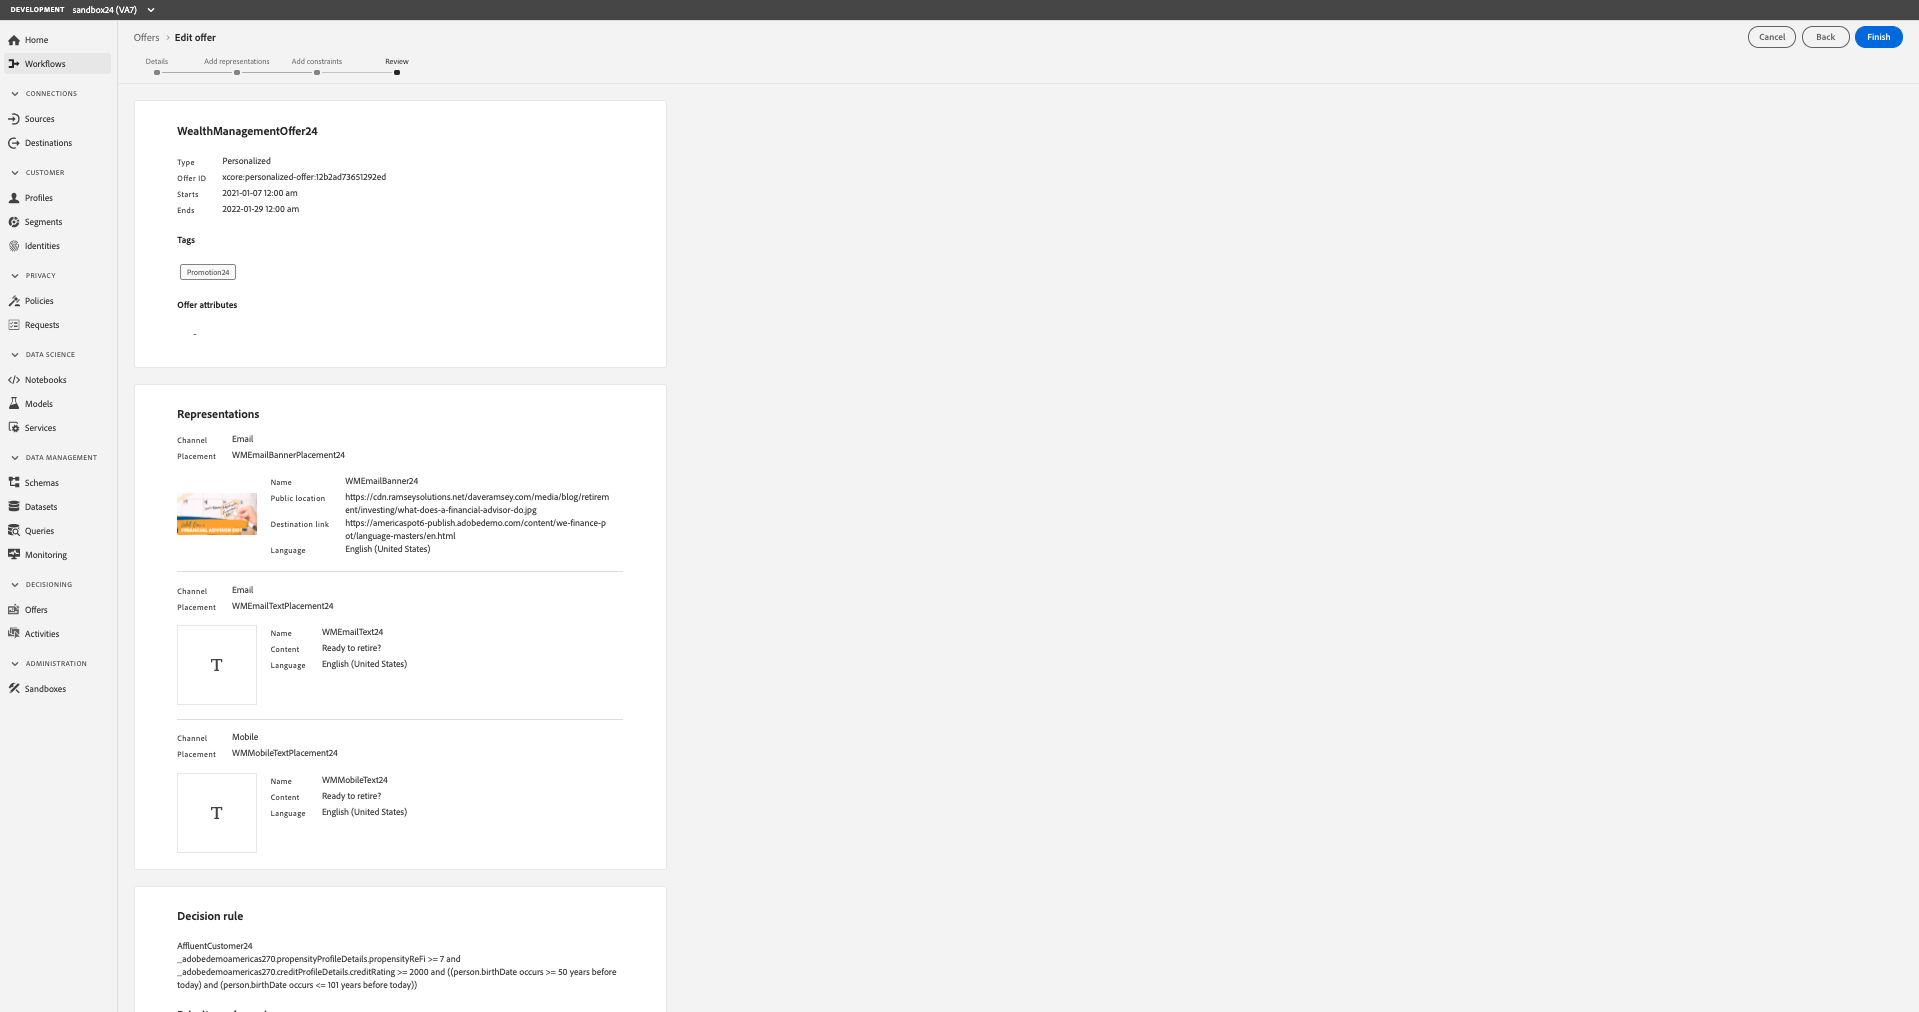 DEVELOPMENT sandbox24 (VA7)
Home
Workflows
CONNECTIONS
Sources
Destinations
CUSTOMER
Profiles
Segments
Identities
PRIVACY
Policies
Requests
DATA SCIENCE
Notebooks
Models
Services
DATA MANAGEMENT
Schemas
Datasets
Queries
Monitoring
DECISIONING
Offers
Activities
ADMINISTRATION
Sandboxes
Offers > Edit offer
Cancel Back Finish
Details Add representations Add constraints Review
WealthManagementOffer24
Type Personalized
Offer ID xcore:personalized-offer:12b2ad73651292ed
Starts 2021-01-07 12:00 am
Ends 2022-01-29 12:00 am
Tags
Promotion24
Offer attributes
-
Representations
Channel Email
Placement WMEmailBannerPlacement24
Name WMEmailBanner24
Public location https://cdn.ramseysolutions.net/daveramsey.com/media/blog/retirem
ent/investing/what-does-a-financial-advisor-do.jpg
Destination link https://americaspot6-publish.adobedemo.com/content/we-finance-p
ot/language-masters/en.html
Language English (United States)
Channel Email
Placement WMEmailTextPlacement24
T
Name WMEmailText24
Content Ready to retire?
Language English (United States)
Channel Mobile
Placement WMMobileTextPlacement24
T
Name WMMobileText24
Content Ready to retire?
Language English (United States)
Decision rule
AffluentCustomer24
_adobedemoamericas270.propensityProfileDetails.propensityReFi >= 7 and
_adobedemoamericas270.creditProfileDetails.creditRating >= 2000 and ((person.birthDate occurs >= 50 years before
today) and (person.birthDate occurs <= 101 years before today))